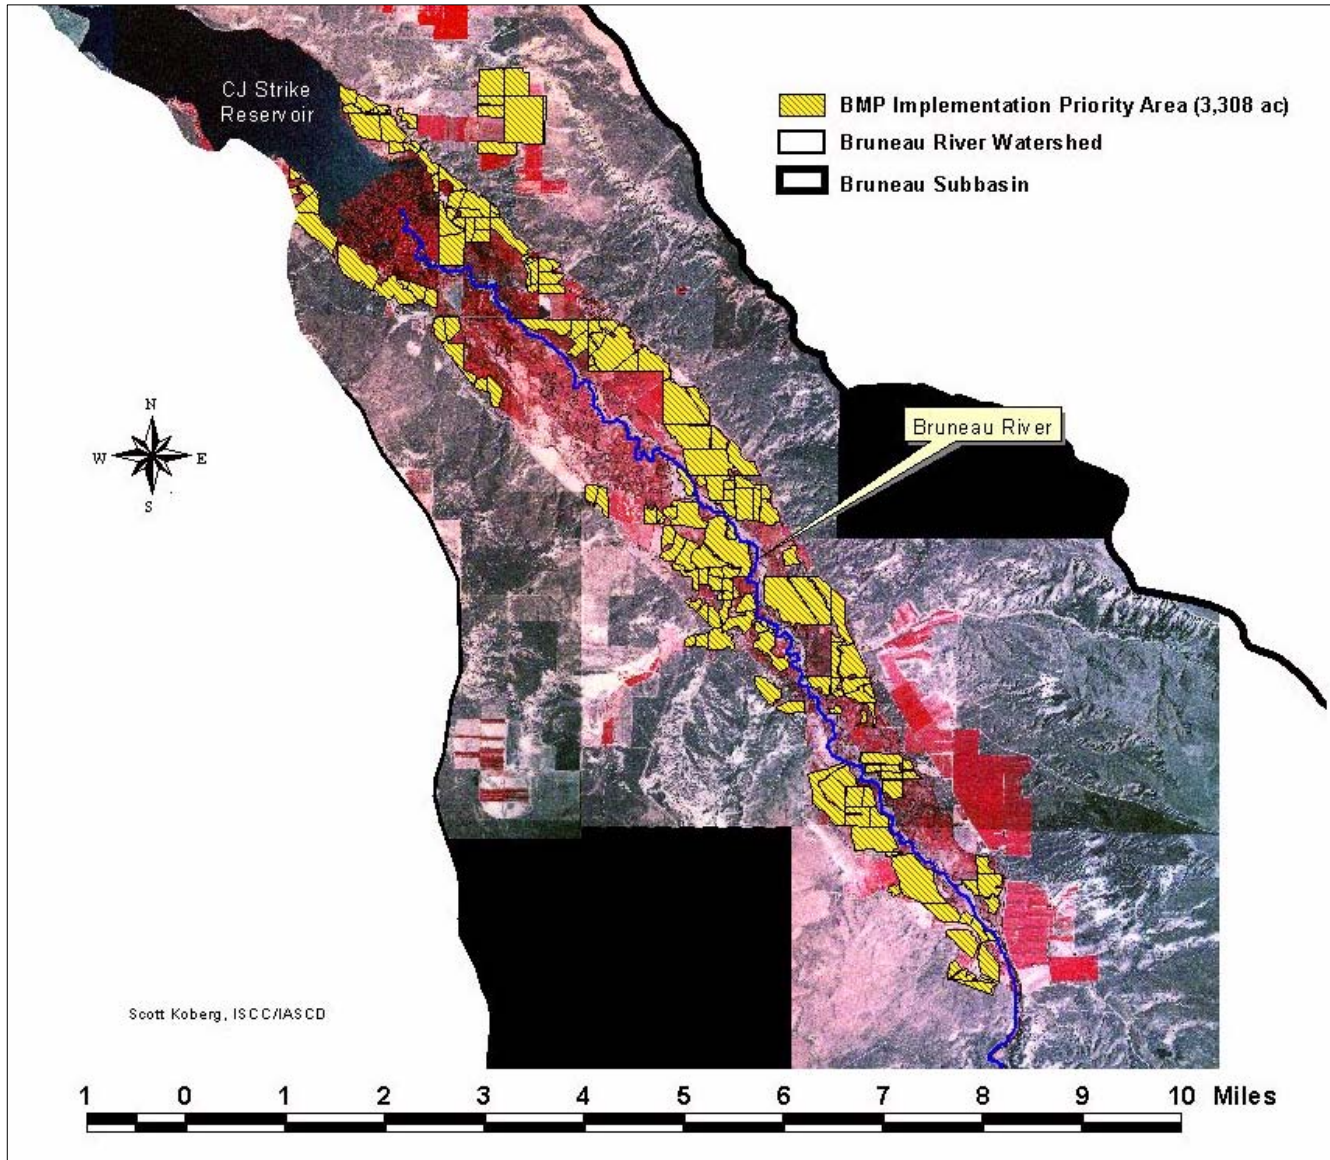 CJ Strike
Reservoir
BMP Implementation Priority Area (3,308 ac)
Bruneau River Watershed
Bruneau Subbasin
Bruneau River
N
W E
S
Scott Koberg, ISCC/IASCD
1 0 1 2 3 4 5 6 7 8 9 10 Miles